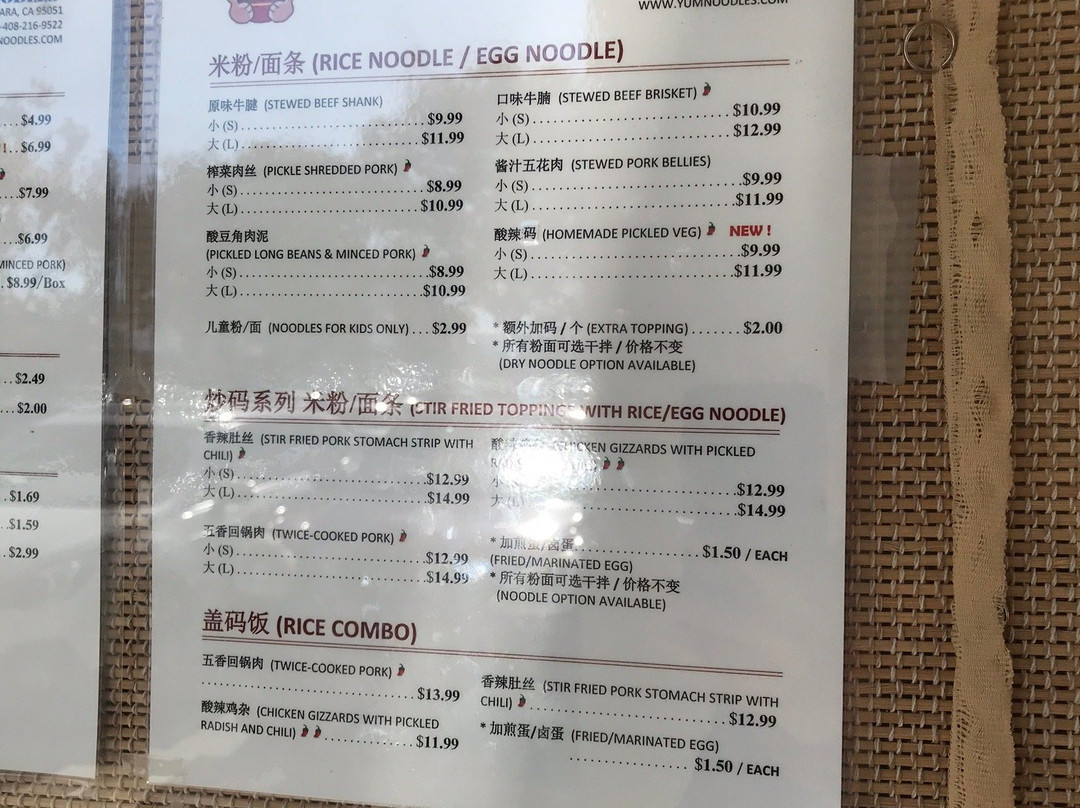 ARA, CA 95051
-408-216-9522
NOODLES.COM
$4.99
$6.99
$7.99
$6.99
MINCED PORK)
$8.99/Box
$2.49
$2.00
$1.69
$1.59
$2.99
WWW.YUMNOODLES.COM
米粉/面条 (RICE NOODLE / EGG NOODLE)
原味牛腱 (STEWED BEEF SHANK)
小 (S) $9.99
大 (L) $11.99
榨菜肉丝 (PICKLE SHREDDED PORK)
小 (S) $8.99
大 (L) $10.99
酸豆角肉泥
(PICKLED LONG BEANS & MINCED PORK)
小 (S) $8.99
大 (L) $10.99
儿童粉/面 (NOODLES FOR KIDS ONLY) $2.99
口味牛腩 (STEWED BEEF BRISKET)
小 (S) $10.99
大 (L) $12.99
酱汁五花肉 (STEWED PORK BELLIES)
小 (S) $9.99
大 (L) $11.99
酸辣码 (HOMEMADE PICKLED VEG) NEW !
小 (S) $9.99
大 (L) $11.99
* 额外加码 / 个 (EXTRA TOPPING) $2.00
* 所有粉面可选干拌 / 价格不变
(DRY NOODLE OPTION AVAILABLE)
炒码系列 米粉/面条 (STIR FRIED TOPPINGS WITH RICE/EGG NOODLE)
香辣肚丝 (STIR FRIED PORK STOMACH STRIP WITH
CHILI)
小 (S) $12.99
大 (L) $14.99
五香回锅肉 (TWICE-COOKED PORK)
小 (S) $12.99
大 (L) $14.99
酸 CHICKEN GIZZARDS WITH PICKLED
$12.99
$14.99
* 加煎蛋/卤蛋 $1.50 / EACH
(FRIED/MARINATED EGG)
* 所有粉面可选干拌 / 价格不变
(NOODLE OPTION AVAILABLE)
盖码饭 (RICE COMBO)
五香回锅肉 (TWICE-COOKED PORK)
$13.99
酸辣鸡杂 (CHICKEN GIZZARDS WITH PICKLED
RADISH AND CHILI) $11.99
香辣肚丝 (STIR FRIED PORK STOMACH STRIP WITH
CHILI) $12.99
* 加煎蛋/卤蛋 (FRIED/MARINATED EGG)
$1.50 / EACH